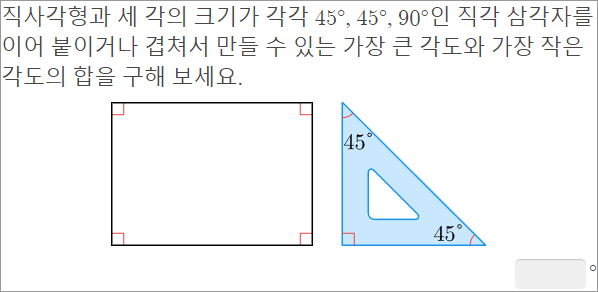 직사각형과 세 각의 크기가 각각 45°, 45°, 90°인 직각 삼각자를
이어 붙이거나 겹쳐서 만들 수 있는 가장 큰 각도와 가장 작은
각도의 합을 구해 보세요.
45°
45°
°